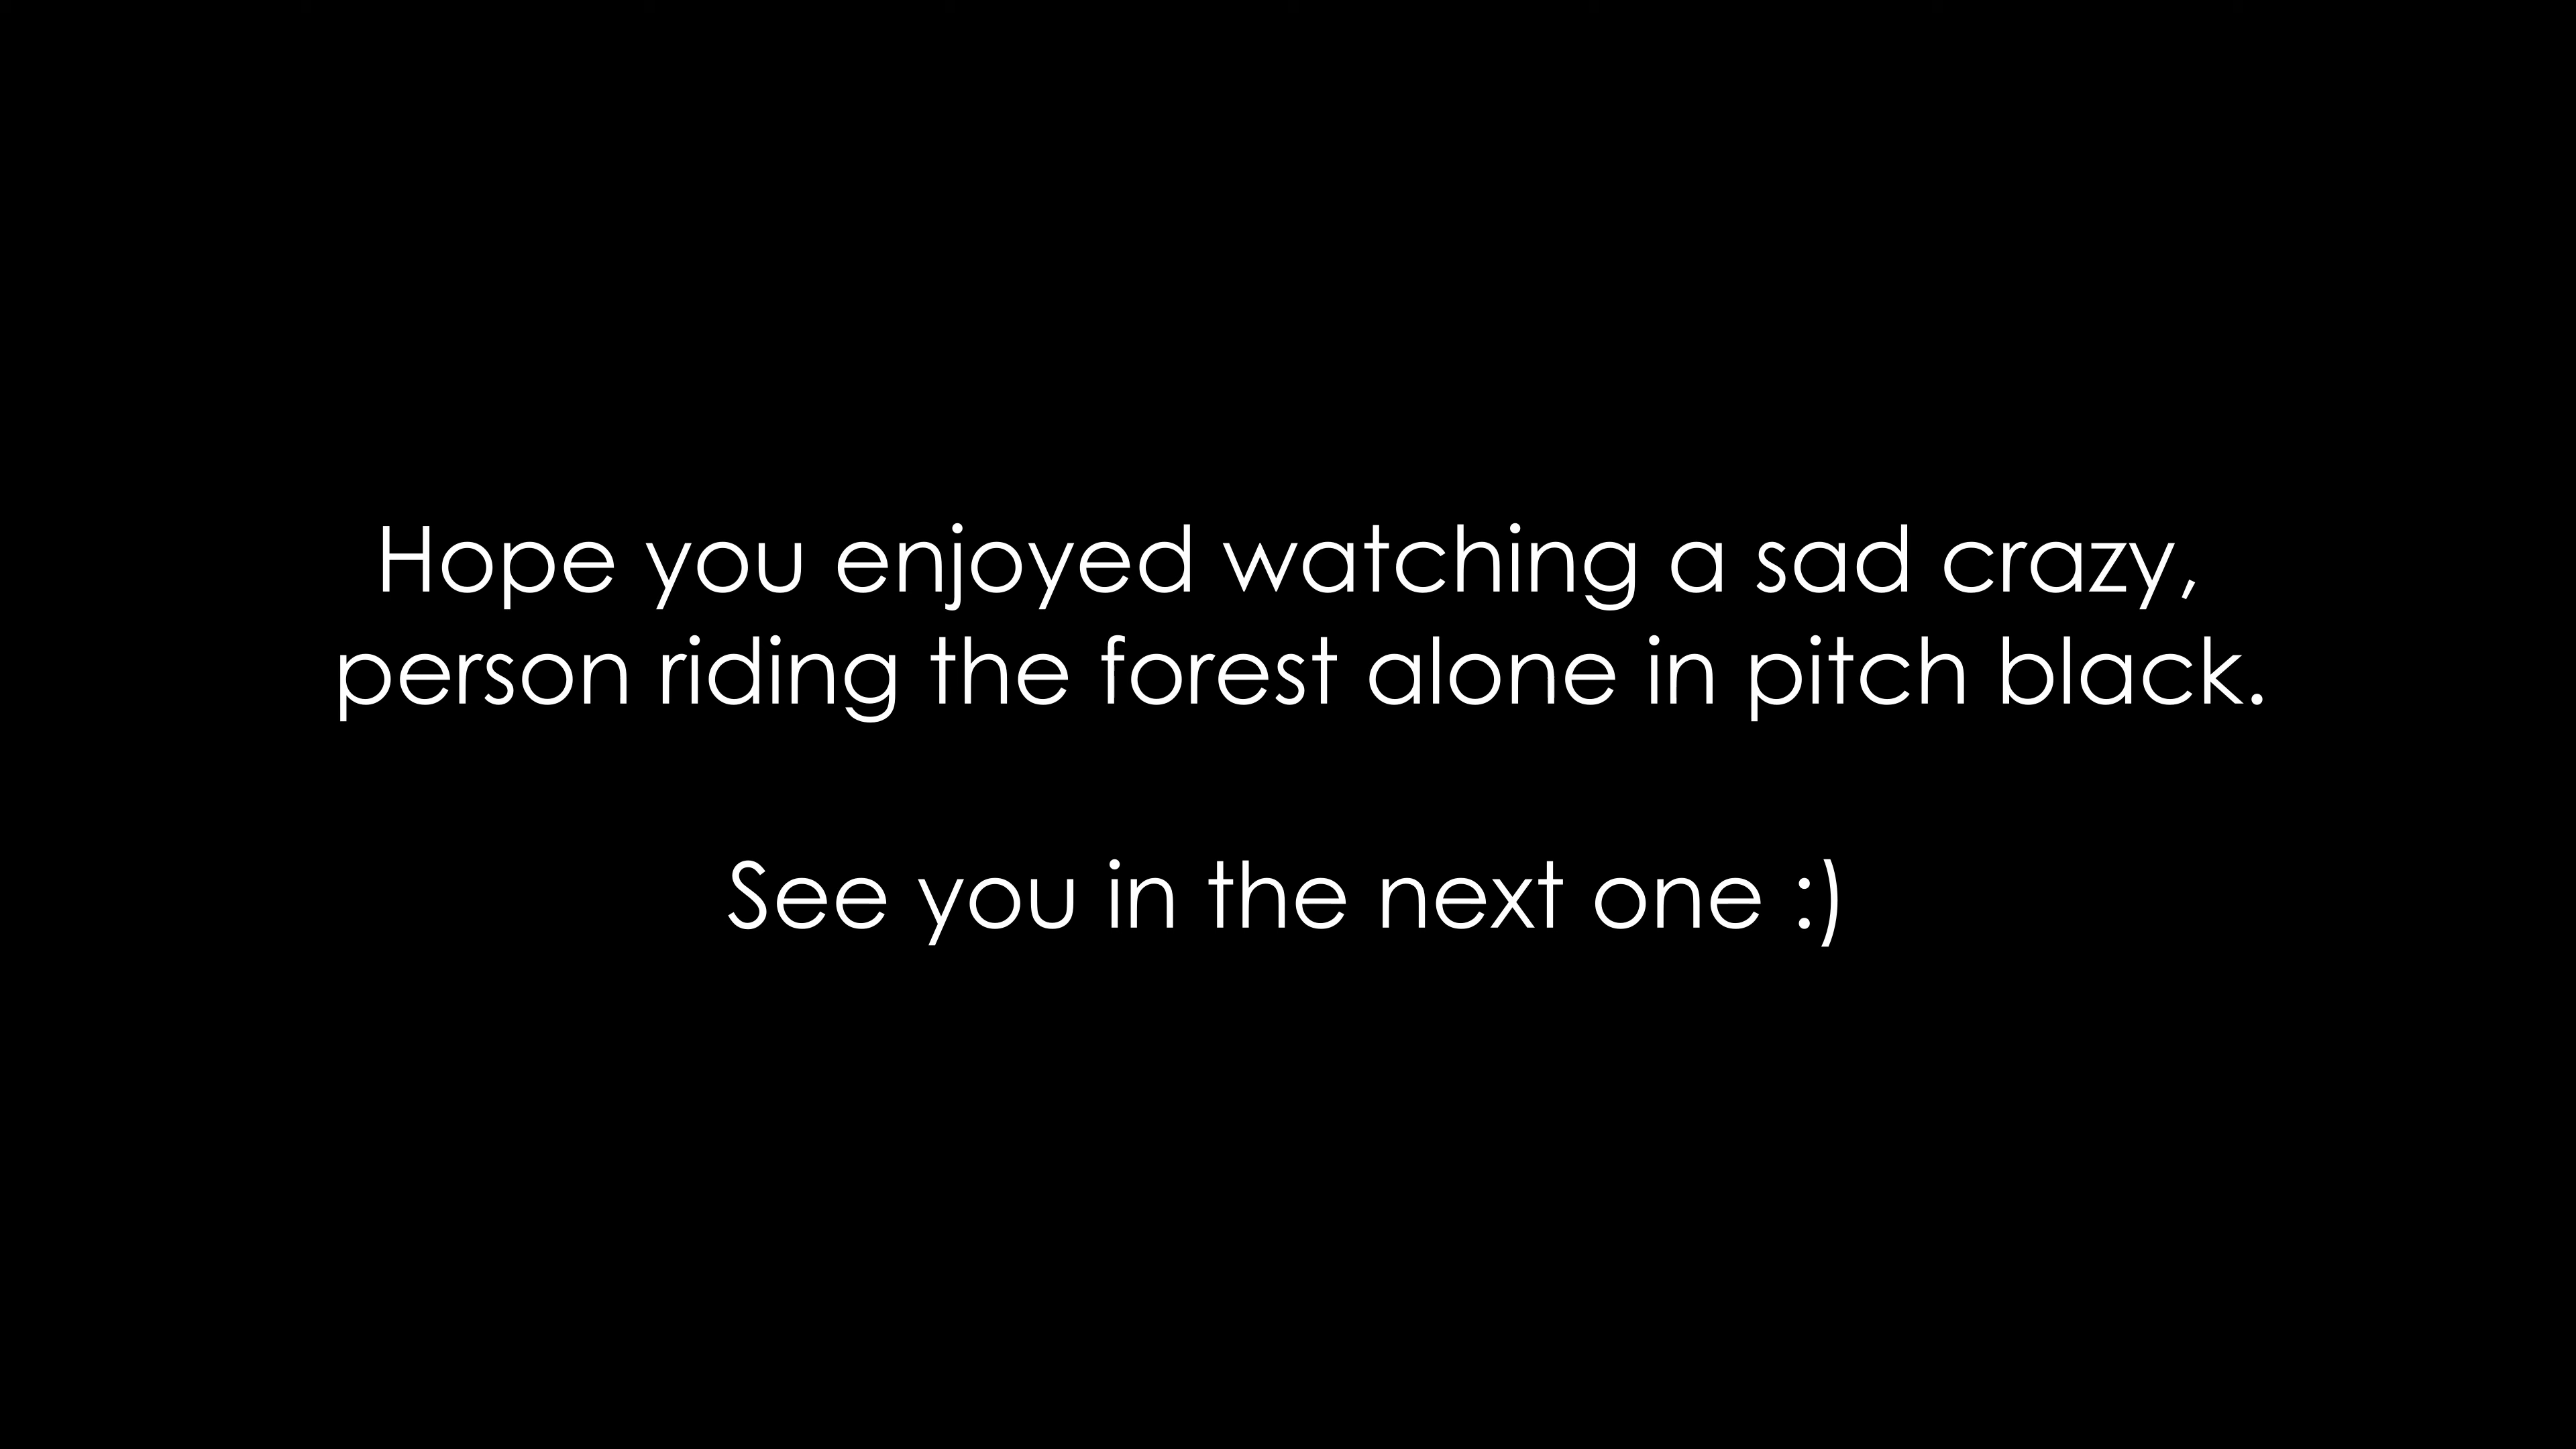 Hope you enjoyed watching a sad crazy,
person riding the forest alone in pitch black.
See you in the next one :)